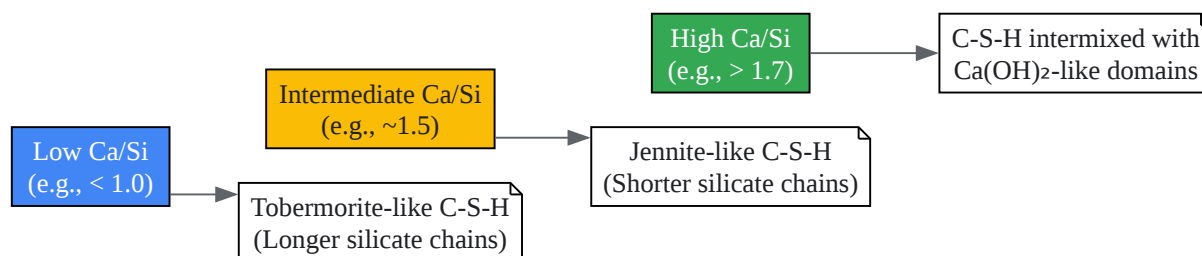 High Ca/Si
(e.g., > 1.7)
C-S-H intermixed with
Ca(OH)₂-like domains
Intermediate Ca/Si
(e.g., ~1.5)
Jennite-like C-S-H
(Shorter silicate chains)
Low Ca/Si
(e.g., < 1.0)
Tobermorite-like C-S-H
(Longer silicate chains)